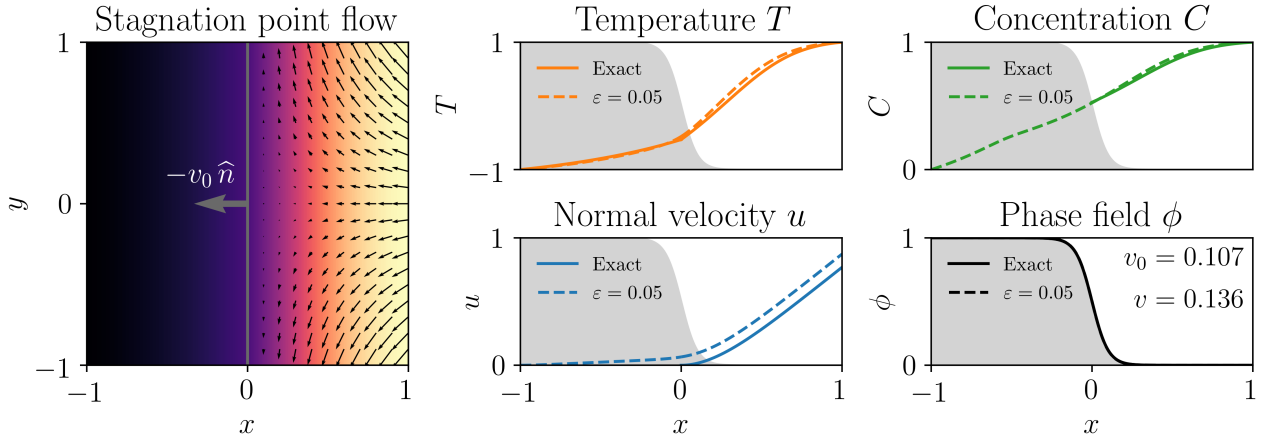 Stagnation point flow
1
y
0
−1
−v₀ n̂
−1
0
1
x
Temperature T
1
T
−1
Exact
ε = 0.05
Concentration C
1
C
0
Exact
ε = 0.05
Normal velocity u
1
u
0
Exact
ε = 0.05
−1
0
1
x
Phase field ϕ
1
ϕ
0
Exact
ε = 0.05
v₀ = 0.107
v = 0.136
−1
0
1
x